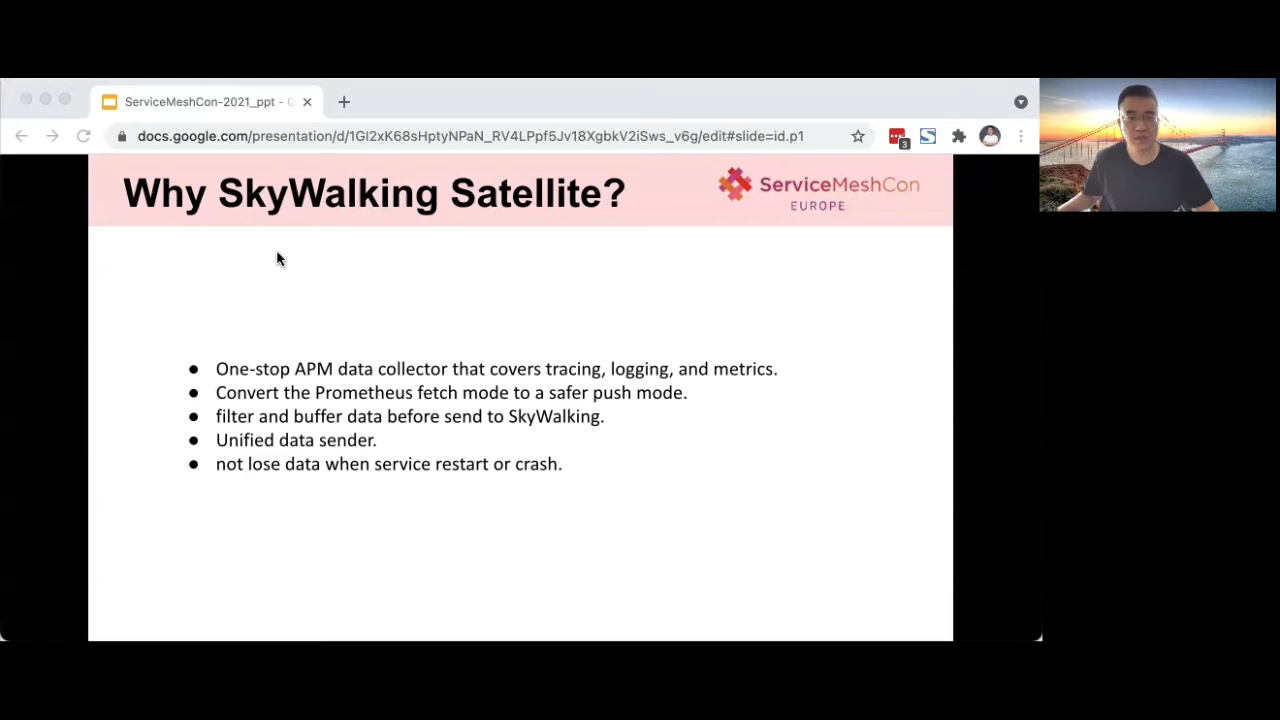 ServiceMeshCon-2021_ppt - G
docs.google.com/presentation/d/1Gl2xK68sHptyNPaN_RV4LPpf5Jv18XgbkV2iSws_v6g/edit#slide=id.p1
3
Why SkyWalking Satellite?
ServiceMeshCon
EUROPE
● One-stop APM data collector that covers tracing, logging, and metrics.
● Convert the Prometheus fetch mode to a safer push mode.
● filter and buffer data before send to SkyWalking.
● Unified data sender.
● not lose data when service restart or crash.